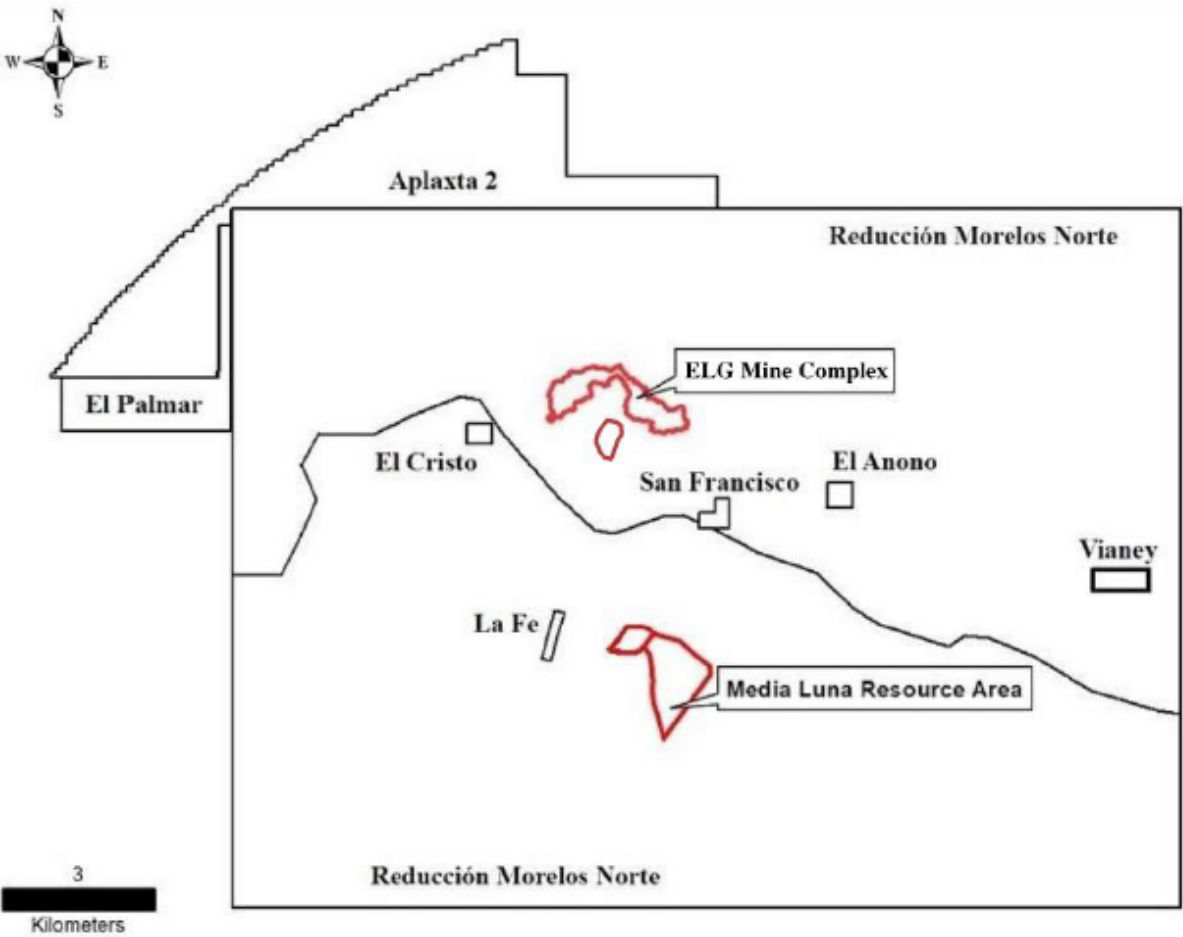 N
W E
S
Aplaxta 2
Reducción Morelos Norte
ELG Mine Complex
El Palmar
El Cristo
El Anono
San Francisco
Vianey
La Fe
Media Luna Resource Area
3
Reducción Morelos Norte
Kilometers